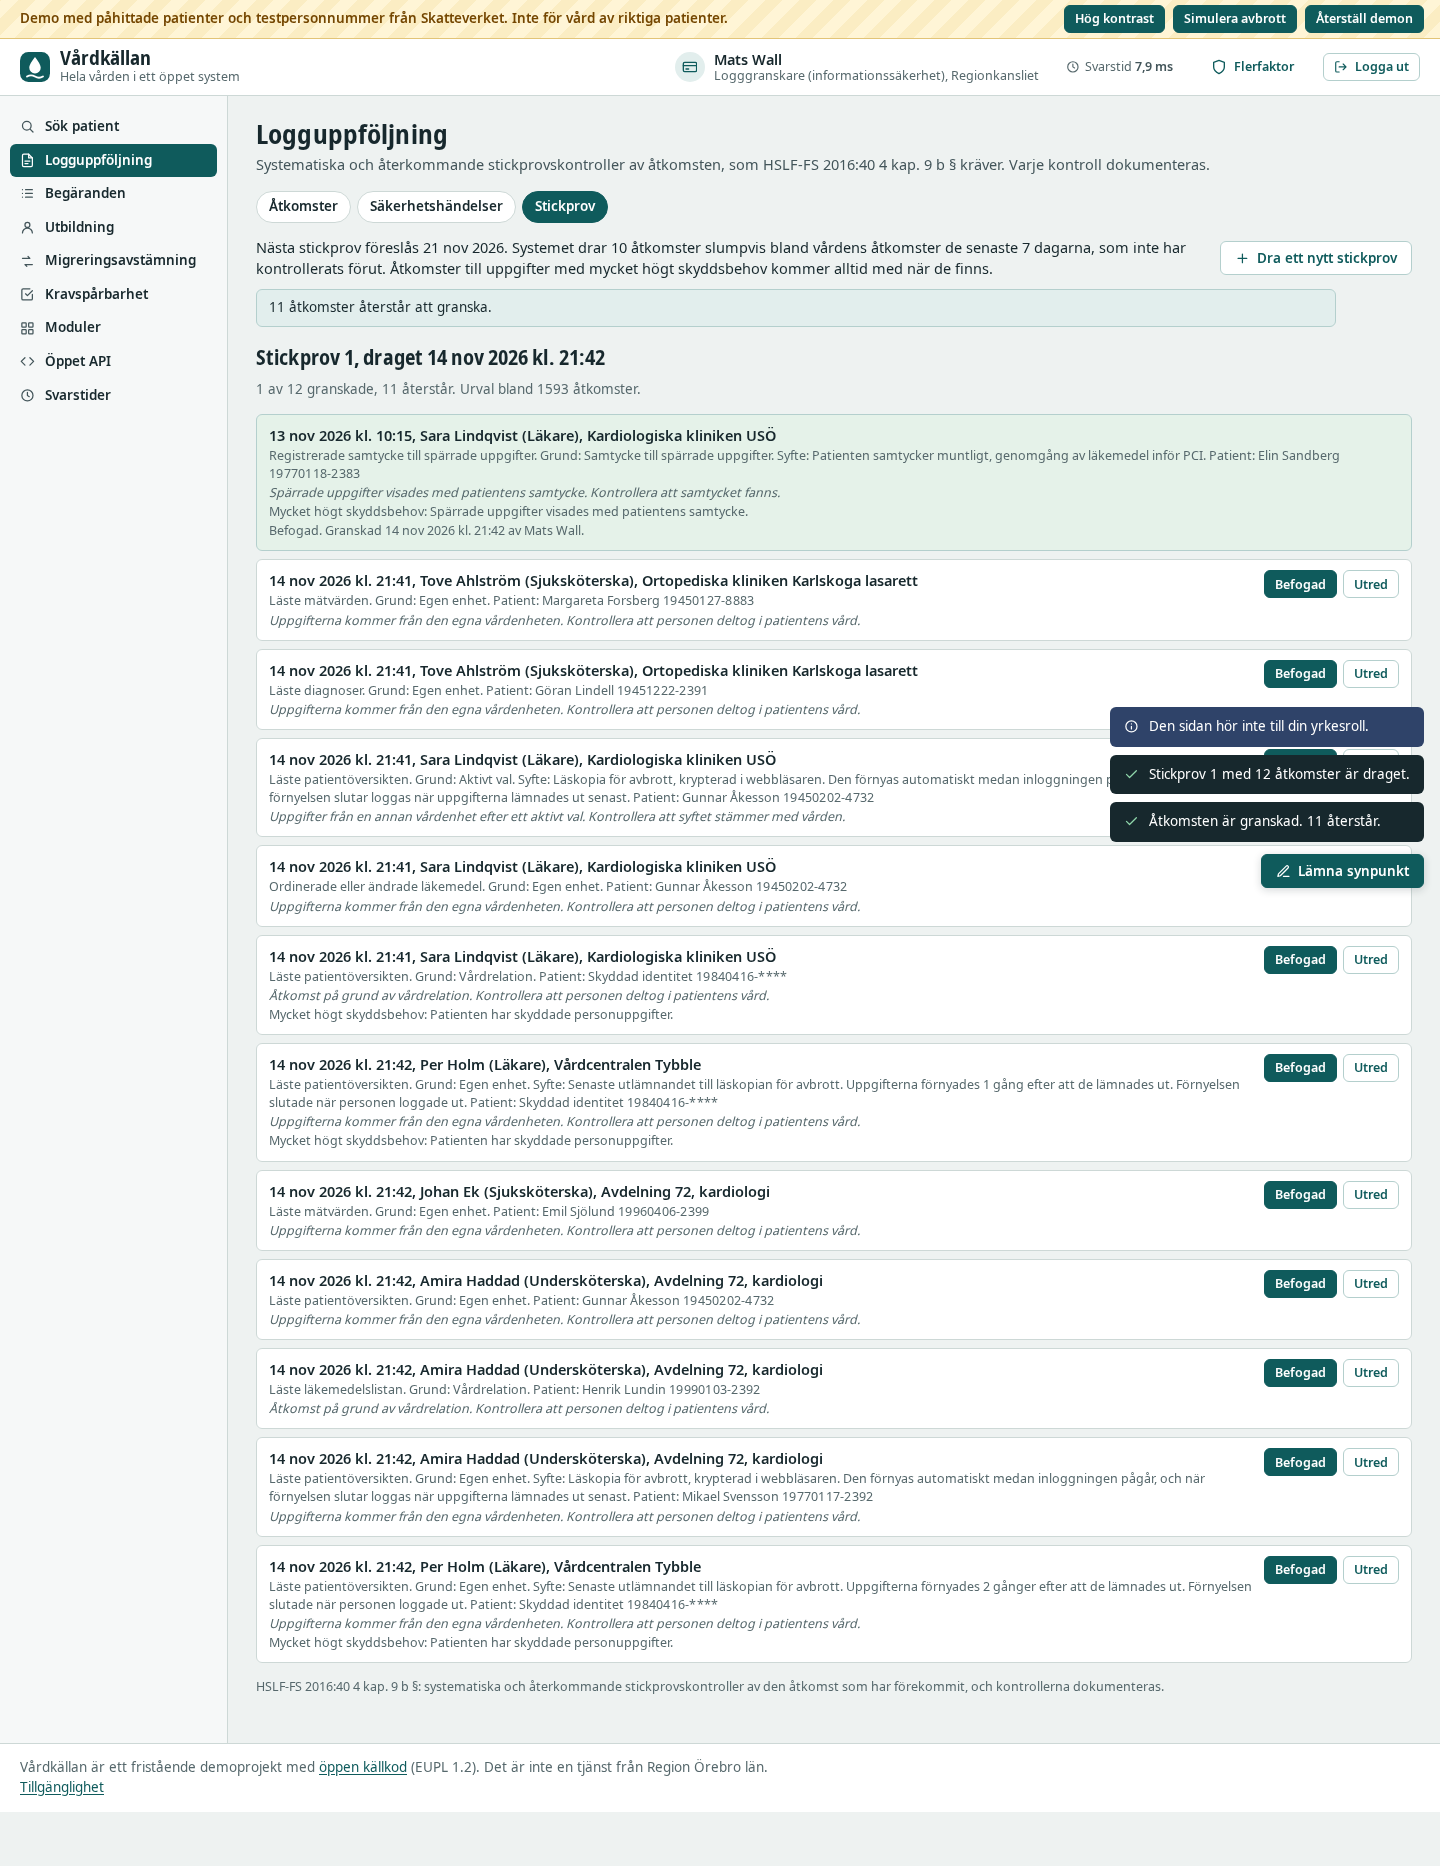 Demo med påhittade patienter och testpersonnummer från Skatteverket. Inte för vård av riktiga patienter.
Hög kontrast
Simulera avbrott
Återställ demon
Vårdkällan
Hela vården i ett öppet system
Mats Wall
Logggranskare (informationssäkerhet), Regionkansliet
Svarstid 7,9 ms
Flerfaktor
Logga ut
Sök patient
Logguppföljning
Begäranden
Utbildning
Migreringsavstämning
Kravspårbarhet
Moduler
Öppet API
Svarstider
Logguppföljning
Systematiska och återkommande stickprovskontroller av åtkomsten, som HSLF-FS 2016:40 4 kap. 9 b § kräver. Varje kontroll dokumenteras.
Åtkomster
Säkerhetshändelser
Stickprov
Nästa stickprov föreslås 21 nov 2026. Systemet drar 10 åtkomster slumpvis bland vårdens åtkomster de senaste 7 dagarna, som inte har
kontrollerats förut. Åtkomster till uppgifter med mycket högt skyddsbehov kommer alltid med när de finns.
Dra ett nytt stickprov
11 åtkomster återstår att granska.
Stickprov 1, draget 14 nov 2026 kl. 21:42
1 av 12 granskade, 11 återstår. Urval bland 1593 åtkomster.
13 nov 2026 kl. 10:15, Sara Lindqvist (Läkare), Kardiologiska kliniken USÖ
Registrerade samtycke till spärrade uppgifter. Grund: Samtycke till spärrade uppgifter. Syfte: Patienten samtycker muntligt, genomgång av läkemedel inför PCI. Patient: Elin Sandberg
19770118-2383
Spärrade uppgifter visades med patientens samtycke. Kontrollera att samtycket fanns.
Mycket högt skyddsbehov: Spärrade uppgifter visades med patientens samtycke.
Befogad. Granskad 14 nov 2026 kl. 21:42 av Mats Wall.
14 nov 2026 kl. 21:41, Tove Ahlström (Sjuksköterska), Ortopediska kliniken Karlskoga lasarett
Läste mätvärden. Grund: Egen enhet. Patient: Margareta Forsberg 19450127-8883
Uppgifterna kommer från den egna vårdenheten. Kontrollera att personen deltog i patientens vård.
Befogad
Utred
14 nov 2026 kl. 21:41, Tove Ahlström (Sjuksköterska), Ortopediska kliniken Karlskoga lasarett
Läste diagnoser. Grund: Egen enhet. Patient: Göran Lindell 19451222-2391
Uppgifterna kommer från den egna vårdenheten. Kontrollera att personen deltog i patientens vård.
Befogad
Utred
14 nov 2026 kl. 21:41, Sara Lindqvist (Läkare), Kardiologiska kliniken USÖ
Läste patientöversikten. Grund: Aktivt val. Syfte: Läskopia för avbrott, krypterad i webbläsaren. Den förnyas automatiskt medan inloggningen
förnyelsen slutar loggas när uppgifterna lämnades ut senast. Patient: Gunnar Åkesson 19450202-4732
Uppgifter från en annan vårdenhet efter ett aktivt val. Kontrollera att syftet stämmer med vården.
Den sidan hör inte till din yrkesroll.
Stickprov 1 med 12 åtkomster är draget.
Åtkomsten är granskad. 11 återstår.
Lämna synpunkt
14 nov 2026 kl. 21:41, Sara Lindqvist (Läkare), Kardiologiska kliniken USÖ
Ordinerade eller ändrade läkemedel. Grund: Egen enhet. Patient: Gunnar Åkesson 19450202-4732
Uppgifterna kommer från den egna vårdenheten. Kontrollera att personen deltog i patientens vård.
14 nov 2026 kl. 21:41, Sara Lindqvist (Läkare), Kardiologiska kliniken USÖ
Läste patientöversikten. Grund: Vårdrelation. Patient: Skyddad identitet 19840416-****
Åtkomst på grund av vårdrelation. Kontrollera att personen deltog i patientens vård.
Mycket högt skyddsbehov: Patienten har skyddade personuppgifter.
Befogad
Utred
14 nov 2026 kl. 21:42, Per Holm (Läkare), Vårdcentralen Tybble
Läste patientöversikten. Grund: Egen enhet. Syfte: Senaste utlämnandet till läskopian för avbrott. Uppgifterna förnyades 1 gång efter att de lämnades ut. Förnyelsen
slutade när personen loggade ut. Patient: Skyddad identitet 19840416-****
Uppgifterna kommer från den egna vårdenheten. Kontrollera att personen deltog i patientens vård.
Mycket högt skyddsbehov: Patienten har skyddade personuppgifter.
Befogad
Utred
14 nov 2026 kl. 21:42, Johan Ek (Sjuksköterska), Avdelning 72, kardiologi
Läste mätvärden. Grund: Egen enhet. Patient: Emil Sjölund 19960406-2399
Uppgifterna kommer från den egna vårdenheten. Kontrollera att personen deltog i patientens vård.
Befogad
Utred
14 nov 2026 kl. 21:42, Amira Haddad (Undersköterska), Avdelning 72, kardiologi
Läste patientöversikten. Grund: Egen enhet. Patient: Gunnar Åkesson 19450202-4732
Uppgifterna kommer från den egna vårdenheten. Kontrollera att personen deltog i patientens vård.
Befogad
Utred
14 nov 2026 kl. 21:42, Amira Haddad (Undersköterska), Avdelning 72, kardiologi
Läste läkemedelslistan. Grund: Vårdrelation. Patient: Henrik Lundin 19990103-2392
Åtkomst på grund av vårdrelation. Kontrollera att personen deltog i patientens vård.
Befogad
Utred
14 nov 2026 kl. 21:42, Amira Haddad (Undersköterska), Avdelning 72, kardiologi
Läste patientöversikten. Grund: Egen enhet. Syfte: Läskopia för avbrott, krypterad i webbläsaren. Den förnyas automatiskt medan inloggningen pågår, och när
förnyelsen slutar loggas när uppgifterna lämnades ut senast. Patient: Mikael Svensson 19770117-2392
Uppgifterna kommer från den egna vårdenheten. Kontrollera att personen deltog i patientens vård.
Befogad
Utred
14 nov 2026 kl. 21:42, Per Holm (Läkare), Vårdcentralen Tybble
Läste patientöversikten. Grund: Egen enhet. Syfte: Senaste utlämnandet till läskopian för avbrott. Uppgifterna förnyades 2 gånger efter att de lämnades ut. Förnyelsen
slutade när personen loggade ut. Patient: Skyddad identitet 19840416-****
Uppgifterna kommer från den egna vårdenheten. Kontrollera att personen deltog i patientens vård.
Mycket högt skyddsbehov: Patienten har skyddade personuppgifter.
Befogad
Utred
HSLF-FS 2016:40 4 kap. 9 b §: systematiska och återkommande stickprovskontroller av den åtkomst som har förekommit, och kontrollerna dokumenteras.
Vårdkällan är ett fristående demoprojekt med öppen källkod (EUPL 1.2). Det är inte en tjänst från Region Örebro län.
Tillgänglighet